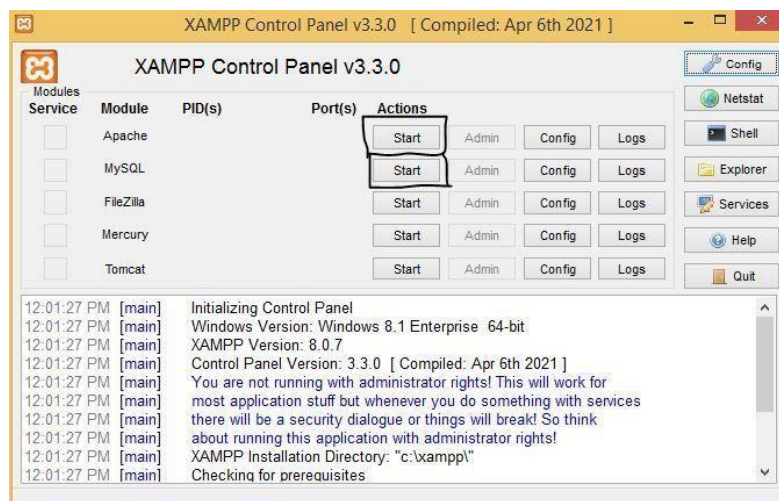 XAMPP Control Panel v3.3.0 [ Compiled: Apr 6th 2021 ]
XAMPP Control Panel v3.3.0
Config
Modules
Service Module PID(s) Port(s) Actions
Netstat
Apache Start Admin Config Logs
Shell
MySQL Start Admin Config Logs
Explorer
FileZilla Start Admin Config Logs
Services
Mercury Start Admin Config Logs
Help
Tomcat Start Admin Config Logs
Quit
12:01:27 PM [main] Initializing Control Panel
12:01:27 PM [main] Windows Version: Windows 8.1 Enterprise 64-bit
12:01:27 PM [main] XAMPP Version: 8.0.7
12:01:27 PM [main] Control Panel Version: 3.3.0 [ Compiled: Apr 6th 2021 ]
12:01:27 PM [main] You are not running with administrator rights! This will work for
12:01:27 PM [main] most application stuff but whenever you do something with services
12:01:27 PM [main] there will be a security dialogue or things will break! So think
12:01:27 PM [main] about running this application with administrator rights!
12:01:27 PM [main] XAMPP Installation Directory: "c:\xampp\"
12:01:27 PM [main] Checking for prerequisites